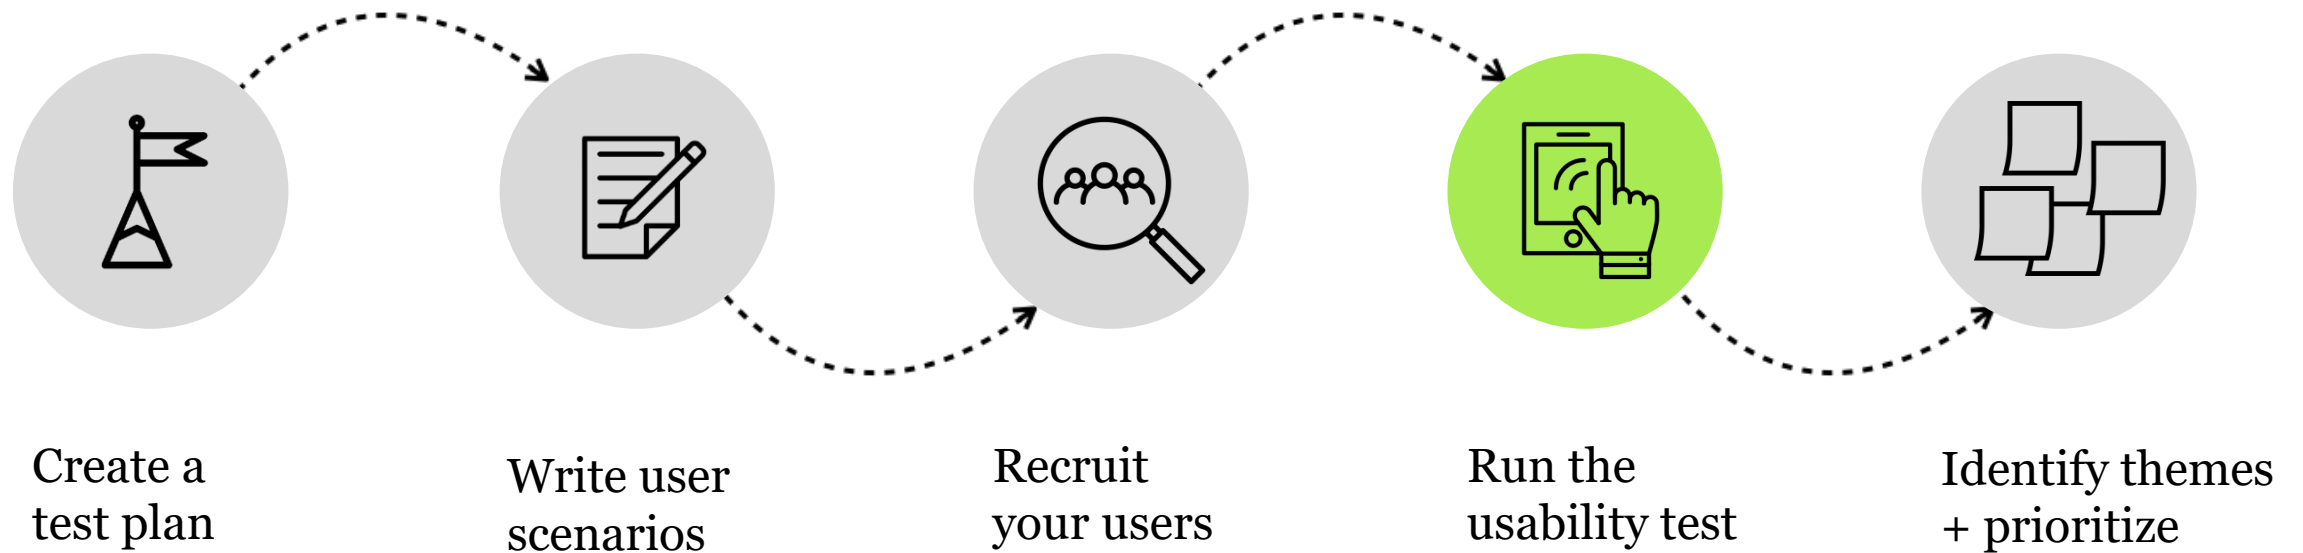 Create a
test plan
Write user
scenarios
Recruit
your users
Run the
usability test
Identify themes
+ prioritize